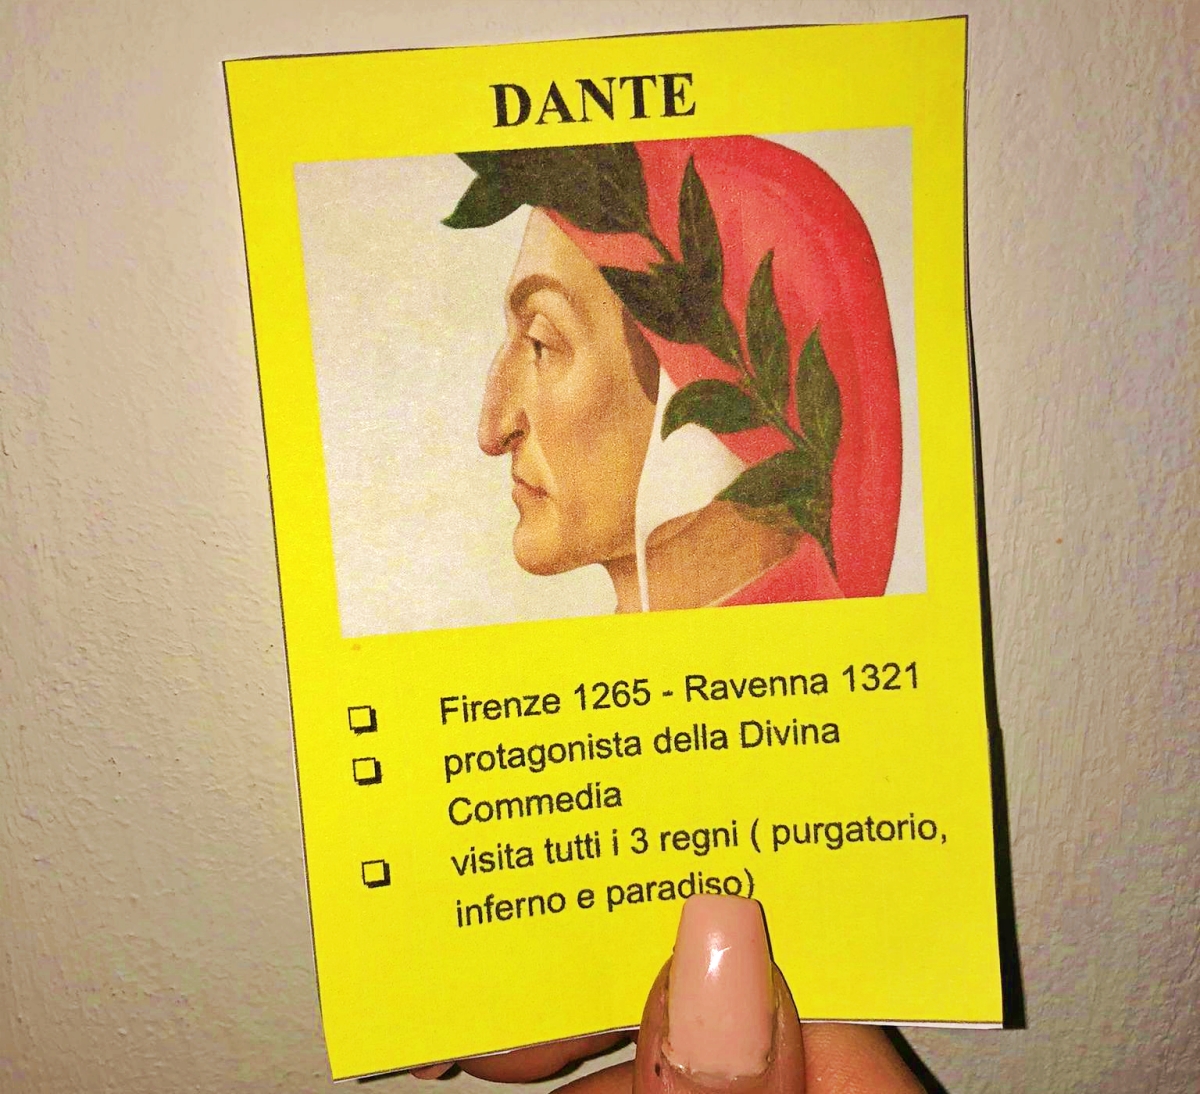 DANTE
Firenze 1265 - Ravenna 1321
protagonista della Divina
Commedia
visita tutti i 3 regni ( purgatorio,
inferno e paradiso)